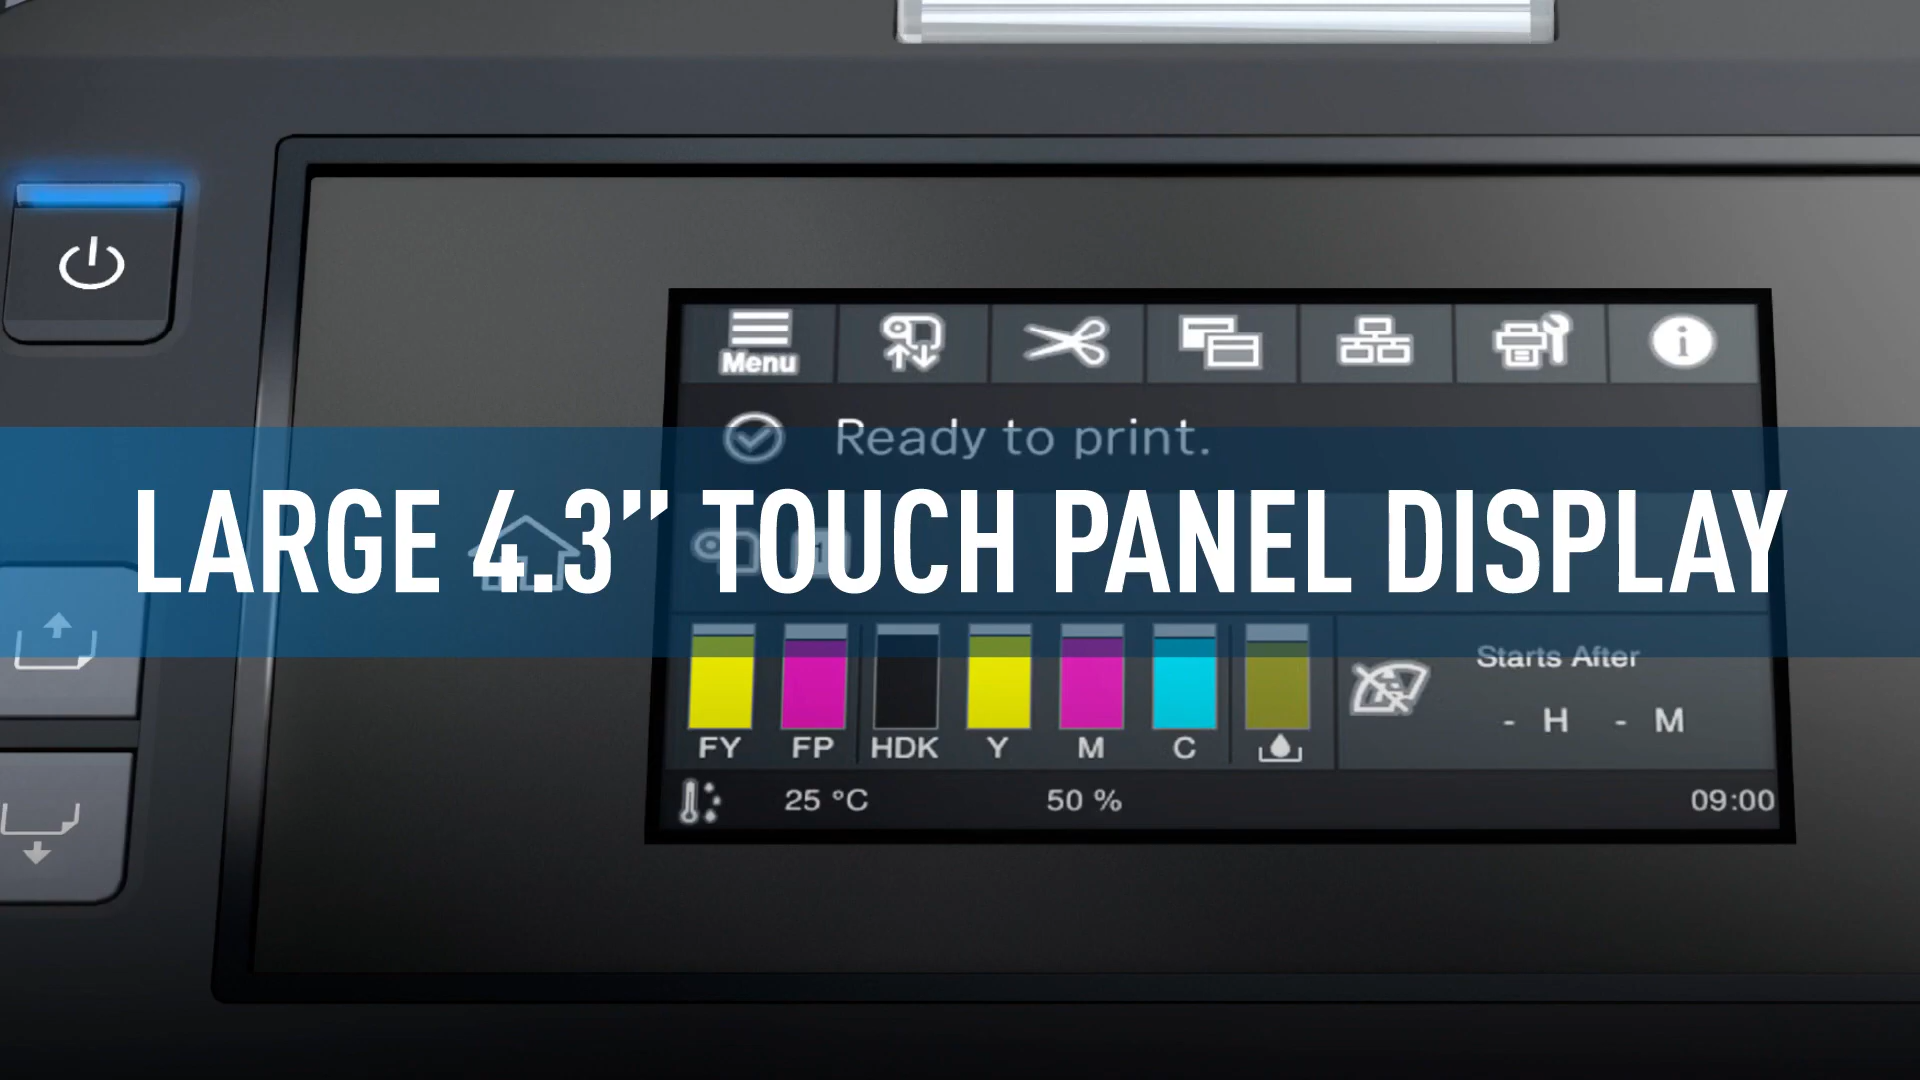 Menu
Ready to print.
LARGE 4.3” TOUCH PANEL DISPLAY
1
Starts After
- H - M
FY FP HDK Y M C
25 °C 50 % 09:00